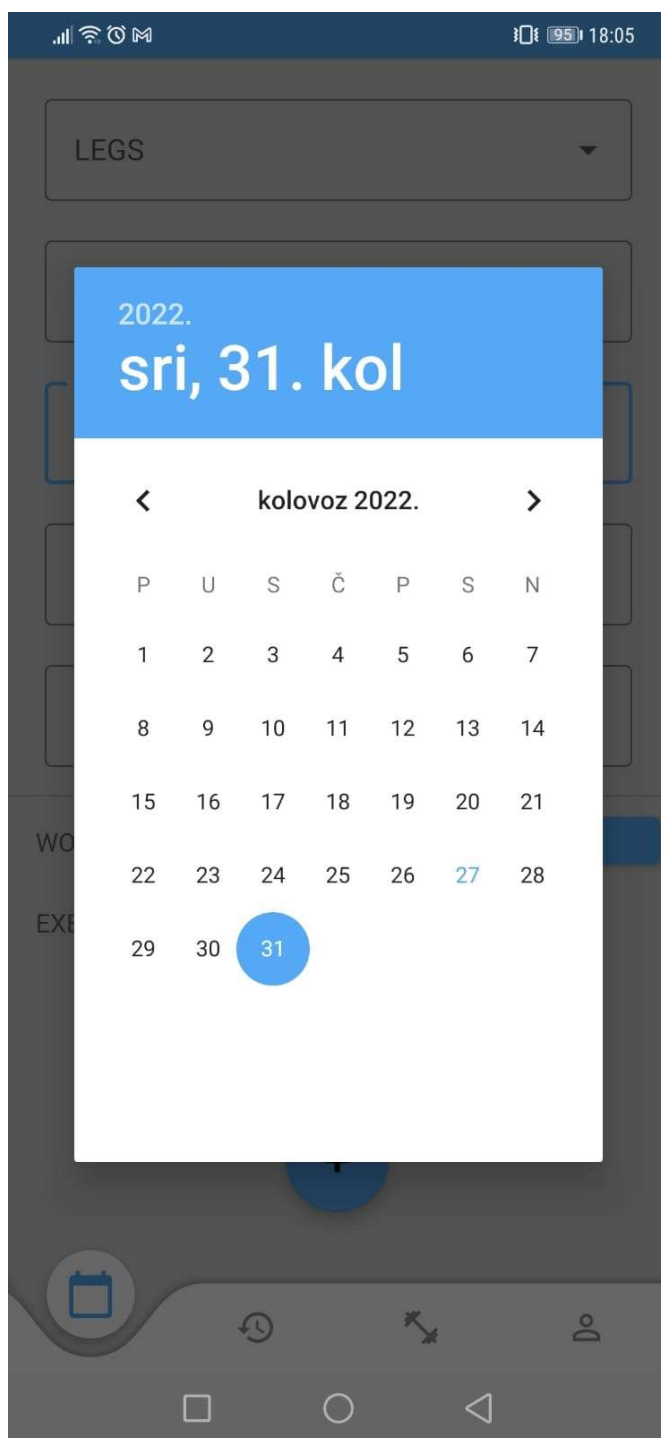 95 18:05
LEGS
2022.
sri, 31. kol
kolovoz 2022.
P U S Č P S N
1 2 3 4 5 6 7
8 9 10 11 12 13 14
15 16 17 18 19 20 21
WO
22 23 24 25 26 27 28
EXE
29 30 31